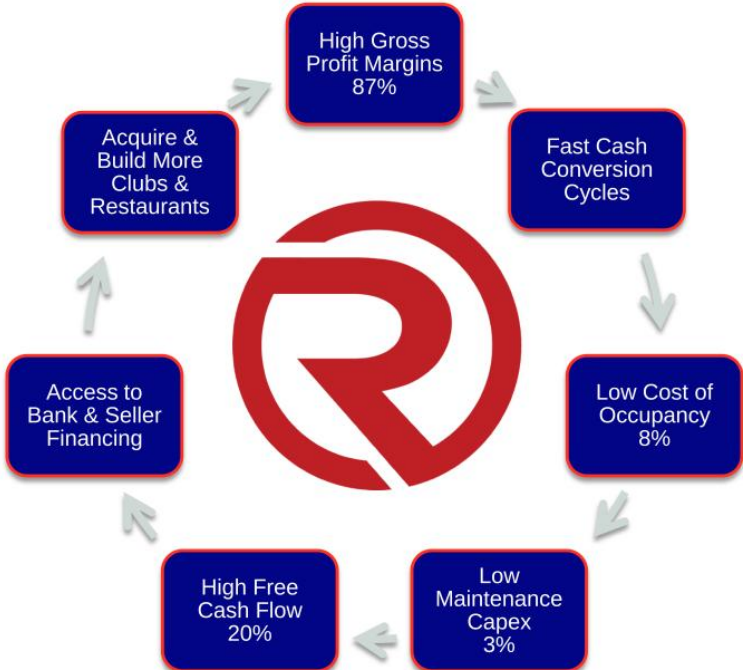 High Gross
Profit Margins
87%
Fast Cash
Conversion
Cycles
Low Cost of
Occupancy
8%
Low
Maintenance
Capex
3%
High Free
Cash Flow
20%
Access to
Bank & Seller
Financing
Acquire &
Build More
Clubs &
Restaurants
R